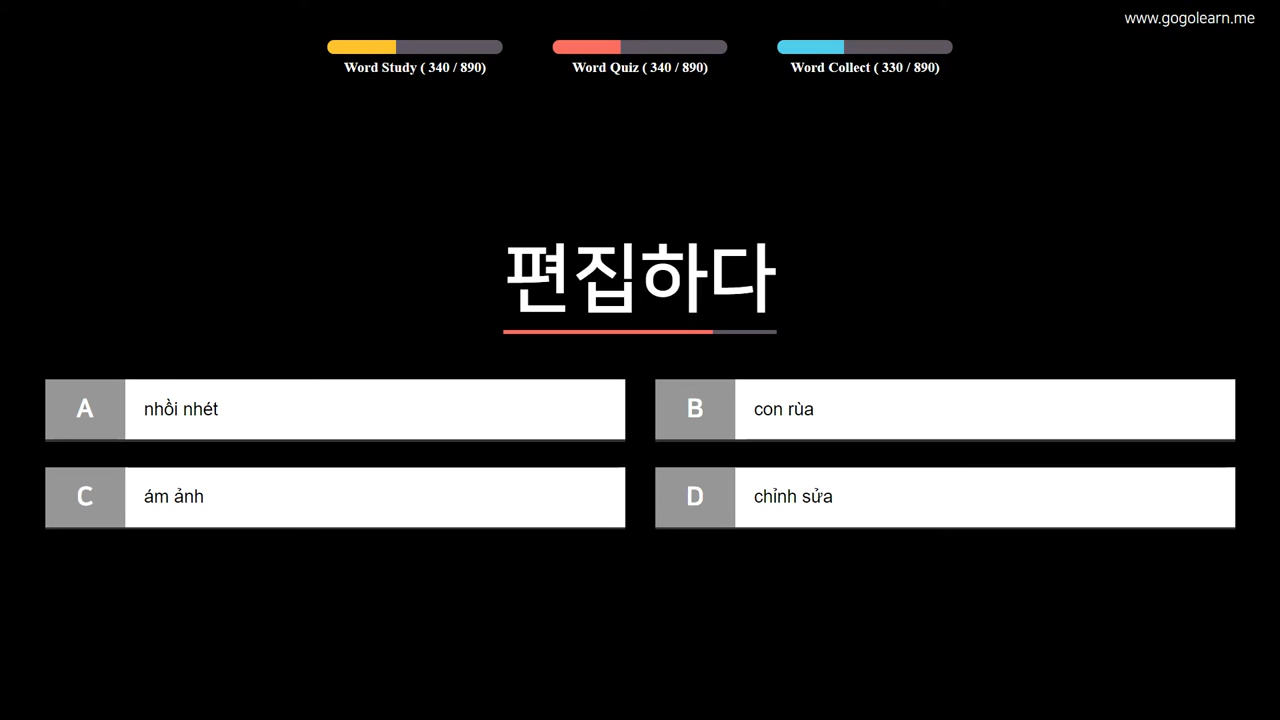 www.gogolearn.me
Word Study ( 340 / 890)
Word Quiz ( 340 / 890)
Word Collect ( 330 / 890)
편집하다
A nhồi nhét
B con rùa
C ám ảnh
D chỉnh sửa